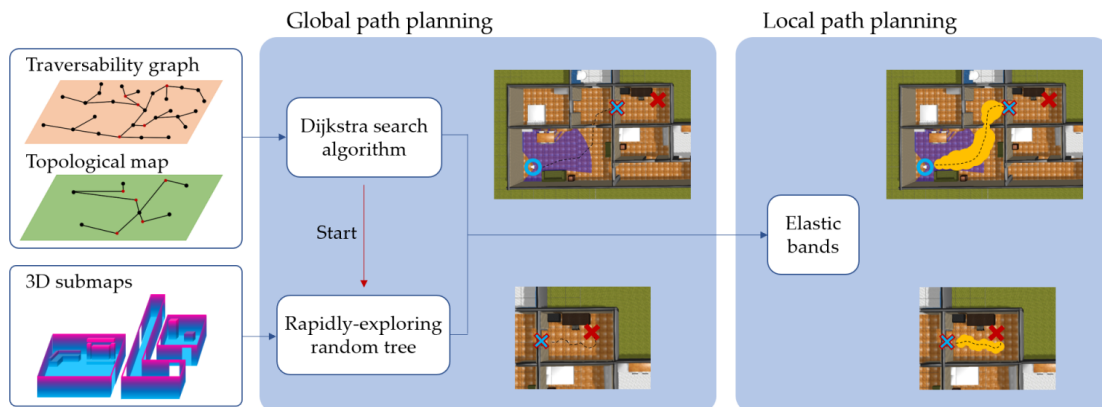 Global path planning
Local path planning
Traversability graph
Topological map
3D submaps
Dijkstra search
algorithm
Start
Rapidly-exploring
random tree
Elastic
bands